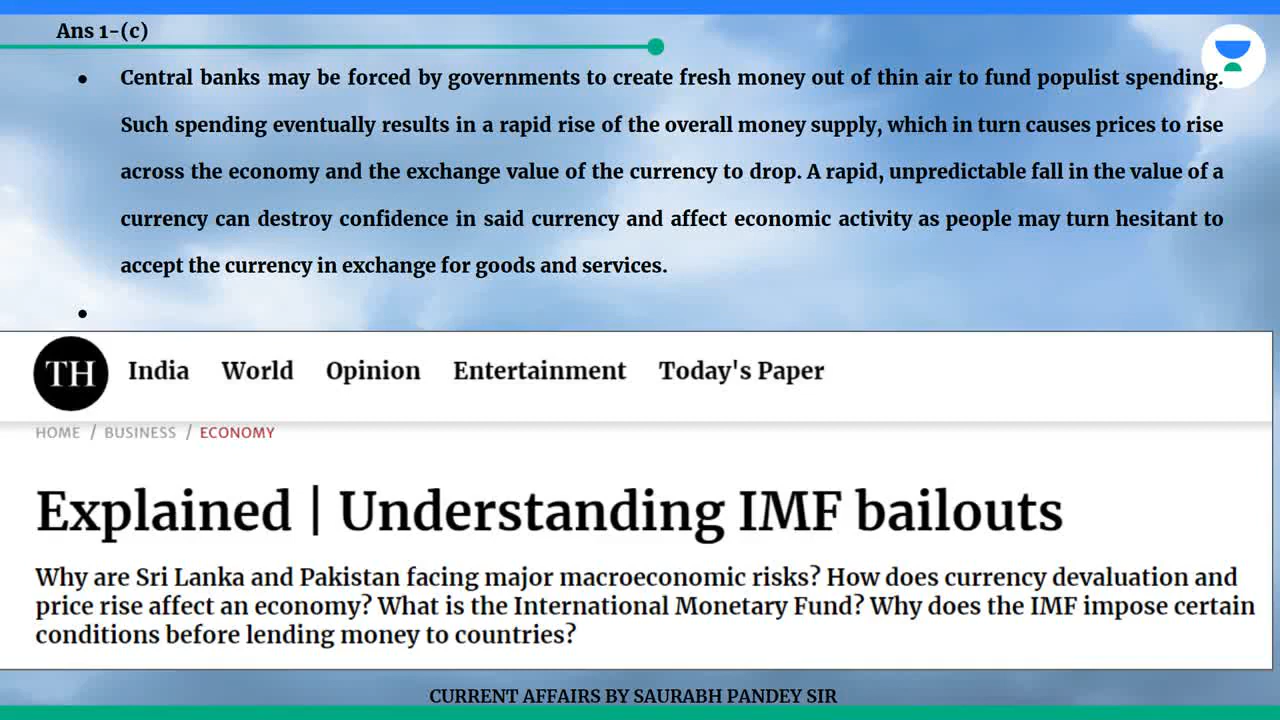 Ans 1-(c)
• Central banks may be forced by governments to create fresh money out of thin air to fund populist spending.
Such spending eventually results in a rapid rise of the overall money supply, which in turn causes prices to rise
across the economy and the exchange value of the currency to drop. A rapid, unpredictable fall in the value of a
currency can destroy confidence in said currency and affect economic activity as people may turn hesitant to
accept the currency in exchange for goods and services.
•
TH India World Opinion Entertainment Today's Paper
HOME / BUSINESS / ECONOMY
Explained | Understanding IMF bailouts
Why are Sri Lanka and Pakistan facing major macroeconomic risks? How does currency devaluation and
price rise affect an economy? What is the International Monetary Fund? Why does the IMF impose certain
conditions before lending money to countries?
CURRENT AFFAIRS BY SAURABH PANDEY SIR